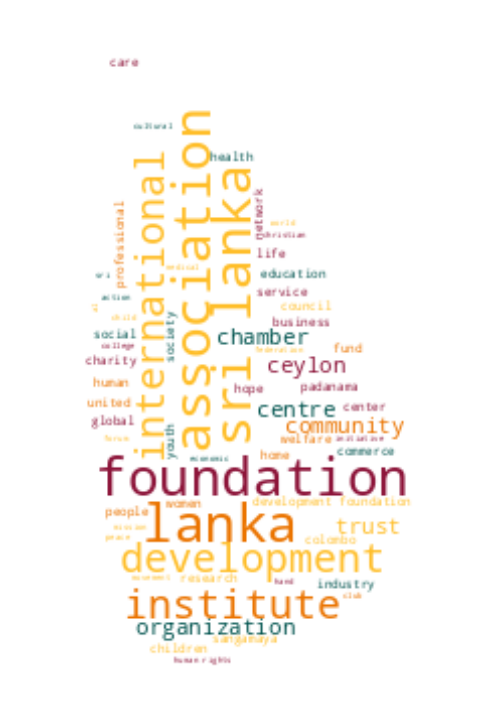 care
cultural
health
international
association
sri lanka
professional
network
world
christian
life
medical
sri
education
action
service
council
child
society
business
social
chamber
college
federation
fund
charity
ceylon
human
hope
padanama
united
centre
center
global
community
youth
forum
welfare
initiative
economic
home
commerce
foundation
women
development foundation
people
lanka
mission
trust
peace
colombo
development
movement
research
hand
industry
institute
club
organization
sangamaya
children
human rights